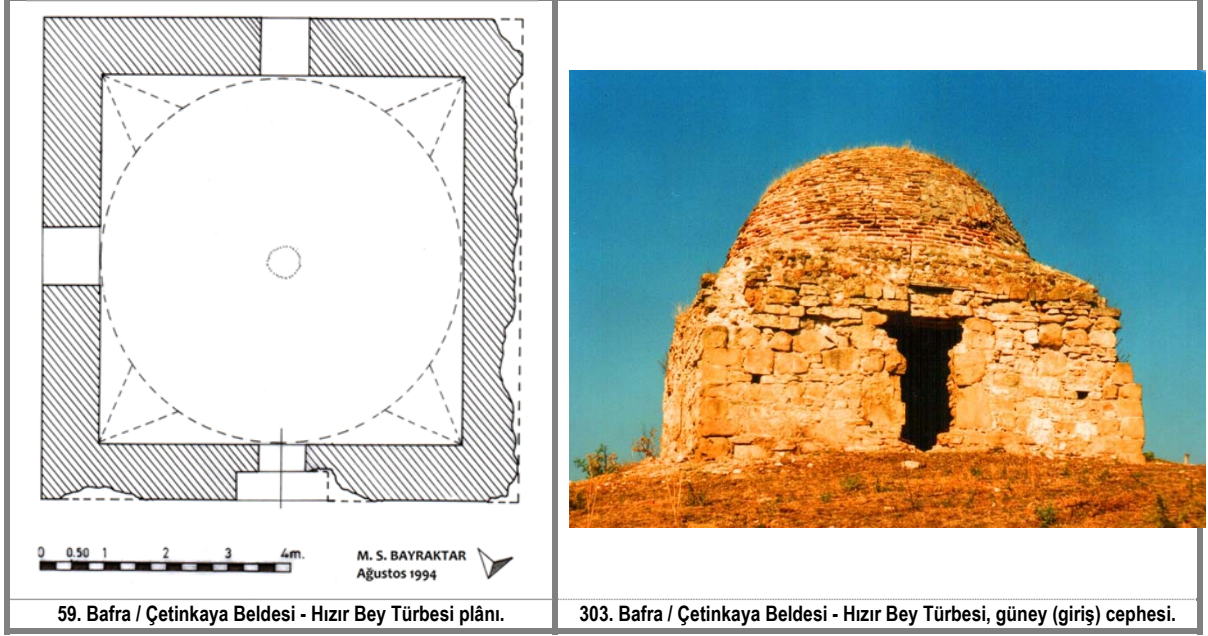 0 0.50 1 2 3 4m.
M. S. BAYRAKTAR
Ağustos 1994
59. Bafra / Çetinkaya Beldesi - Hızır Bey Türbesi plânı.
303. Bafra / Çetinkaya Beldesi - Hızır Bey Türbesi, güney (giriş) cephesi.